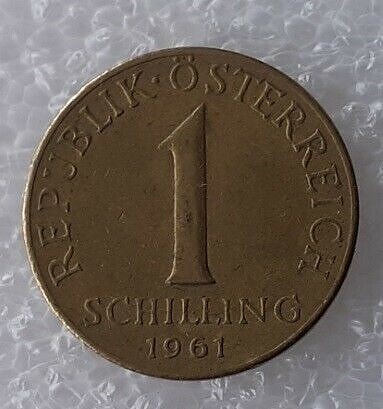 REPUBLIK·ÖSTERREICH
1
SCHILLING
1961